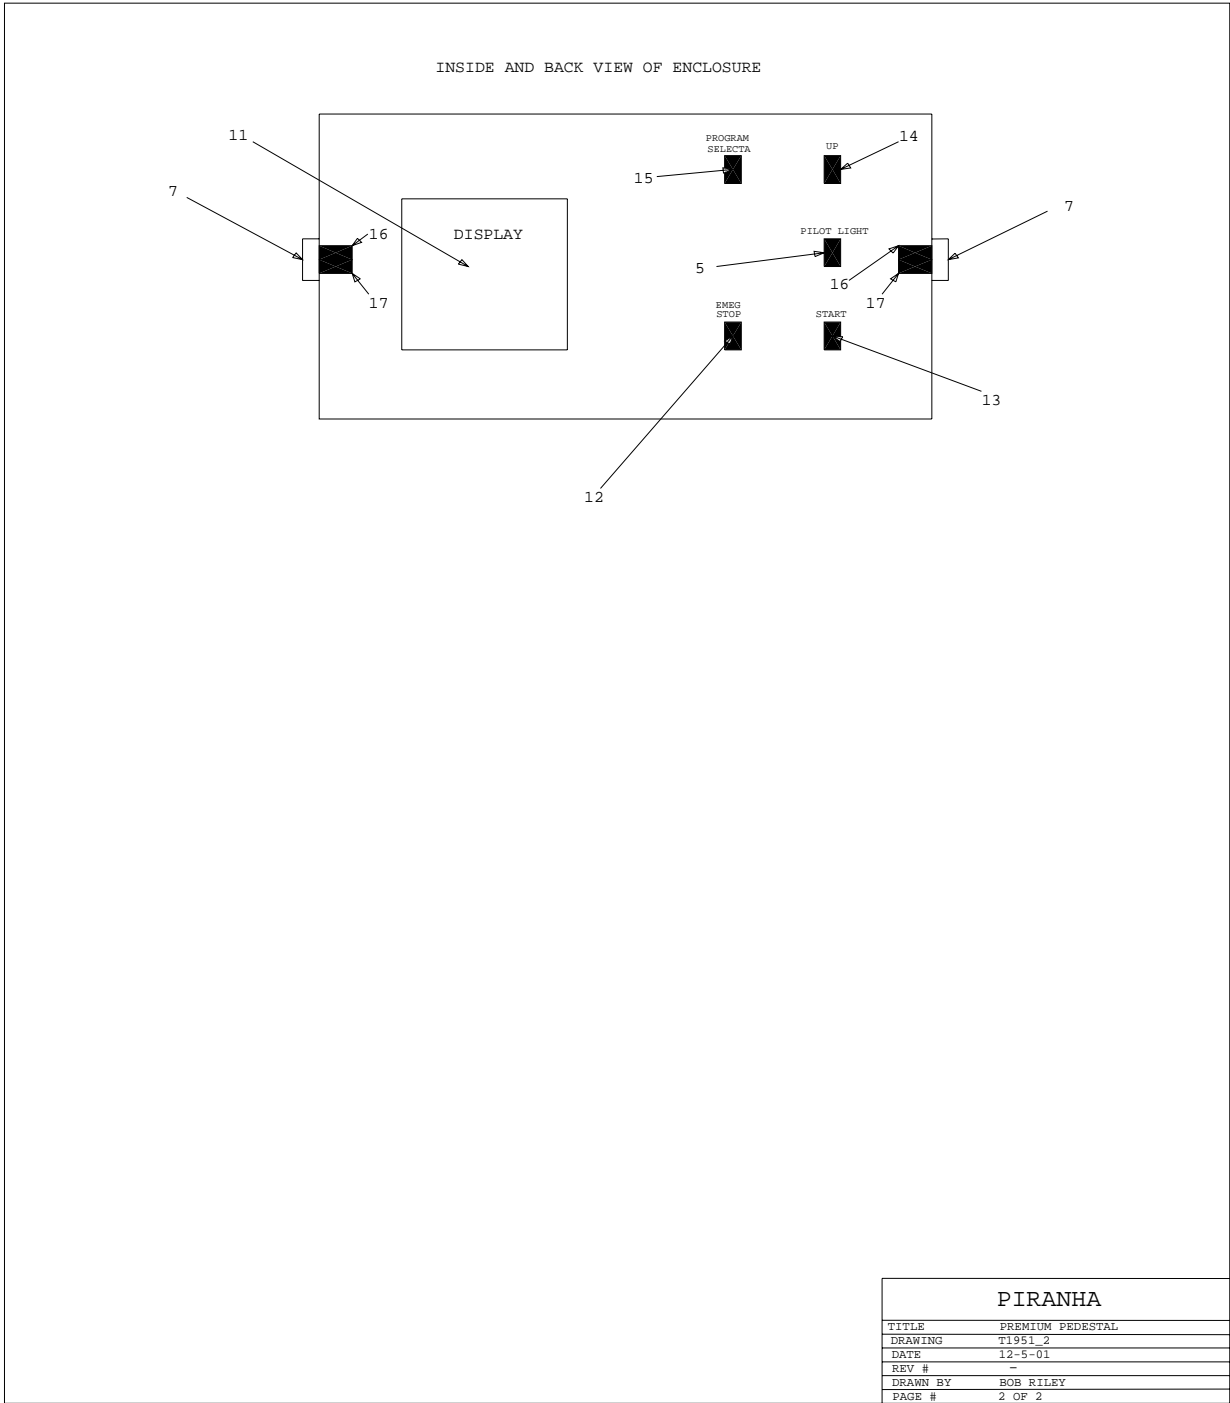 INSIDE AND BACK VIEW OF ENCLOSURE
11
PROGRAM
SELECTA
UP
14
15
7
7
16
DISPLAY
PILOT LIGHT
5
16
17
17
EMEG
STOP
START
13
12
PIRANHA
TITLE PREMIUM PEDESTAL
DRAWING T1951_2
DATE 12-5-01
REV # -
DRAWN BY BOB RILEY
PAGE # 2 OF 2